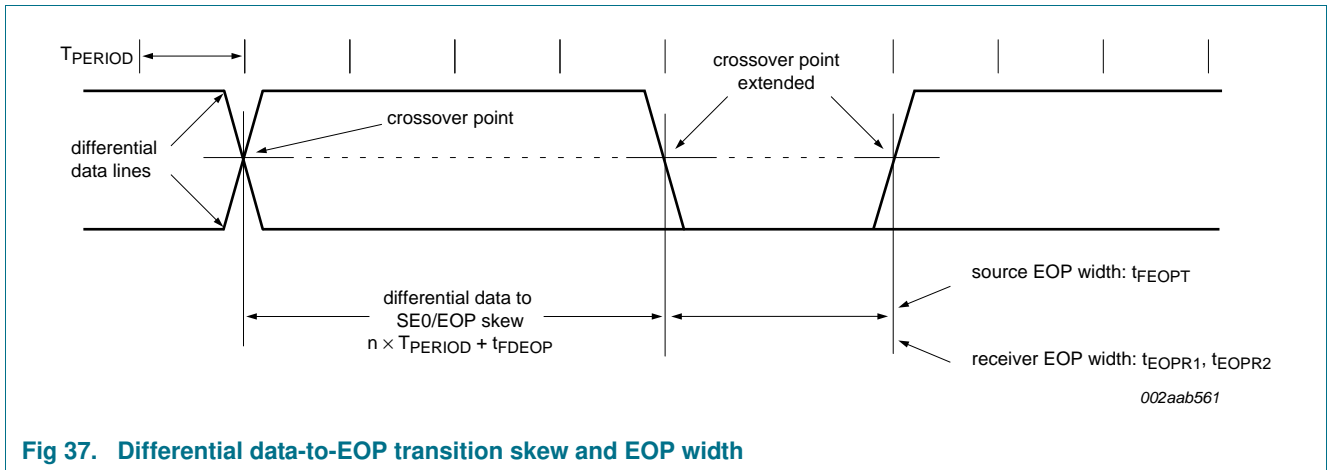 TPERIOD
crossover point
extended
crossover point
differential
data lines
differential data to
SE0/EOP skew
n × TPERIOD + tFDEOP
source EOP width: tFEOPT
receiver EOP width: tEOPR1, tEOPR2
002aab561
Fig 37. Differential data-to-EOP transition skew and EOP width